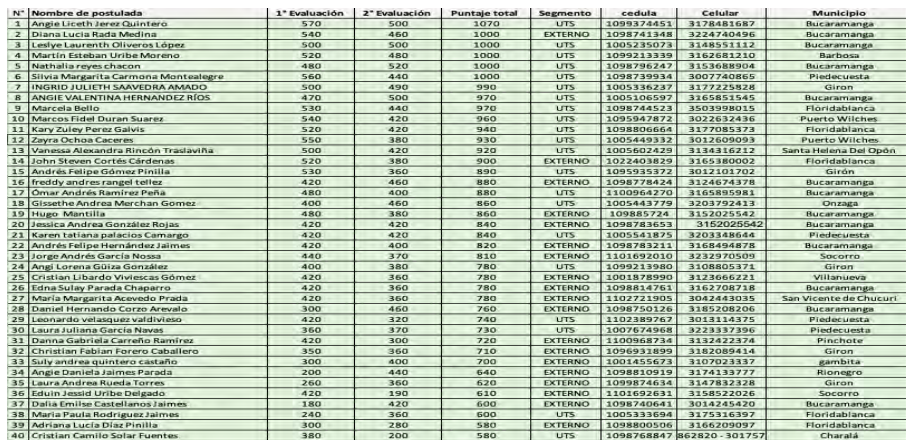 N° Nombre de postulada 1° Evaluación 2° Evaluación Puntaje total Segmento cedula Celular Municipio
1 Angie Liceth Jerez Quintero 570 500 1070 UTS 1099374451 3178481687 Bucaramanga
2 Diana Lucia Rada Medina 540 460 1000 EXTERNO 1098741348 3224740496 Bucaramanga
3 Leslye Laurenth Oliveros López 500 500 1000 UTS 1005235073 3148551112 Bucaramanga
4 Martín Esteban Uribe Moreno 520 480 1000 UTS 1099213339 3162681210 Barbosa
5 Nathalia reyes chacon 480 520 1000 UTS 1098796247 3153688904 Bucaramanga
6 Silvia Margarita Carmona Montealegre 560 440 1000 UTS 1098739934 3007740865 Piedecuesta
7 INGRID JULIETH SAAVEDRA AMADO 500 490 990 UTS 1005336237 3177225828 Giron
8 ANGIE VALENTINA HERNANDEZ RÍOS 470 500 970 UTS 1005106597 3165851545 Bucaramanga
9 Marcela Bello 530 440 970 UTS 1098744523 3503998015 Floridablanca
10 Marcos Fidel Duran Suarez 540 420 960 UTS 1095947872 3022632436 Puerto Wilches
11 Kary Zuley Perez Galvis 520 420 940 UTS 1098806664 3177085373 Floridablanca
12 Zayra Ochoa Caceres 550 380 930 UTS 1005449332 3012609093 Puerto Wilches
13 Vanessa Alexandra Rincón Traslaviña 500 420 920 UTS 1005602429 3134316212 Santa Helena Del Opón
14 John Steven Cortés Cárdenas 520 380 900 EXTERNO 1022403829 3165380002 Floridablanca
15 Andrés Felipe Gómez Pinilla 530 360 890 UTS 1095935372 3012101702 Girón
16 freddy andres rangel tellez 420 460 880 EXTERNO 1098778424 3124674378 Bucaramanga
17 Omar Andrés Ramírez Peña 480 400 880 UTS 1100964270 3165895981 Bucaramanga
18 Gissethe Andrea Merchan Gomez 400 460 860 UTS 1005443779 3203792413 Onzaga
19 Hugo Mantilla 480 380 860 EXTERNO 109885724 3152025542 Bucaramanga
20 Jessica Andrea González Rojas 420 420 840 EXTERNO 1098783653 3152025542 Bucaramanga
21 Karen tatiana palacios Camargo 420 420 840 UTS 1005541875 3203348644 Piedecuesta
22 Andrés Felipe Hernández Jaimes 420 400 820 EXTERNO 1098783211 3168494878 Bucaramanga
23 Jorge Andrés García Nossa 440 370 810 EXTERNO 1101692010 3232970509 Socorro
24 Angi Lorena Güiza González 400 380 780 UTS 1099213980 3108805371 Giron
25 Cristian Libardo Viviescas Gómez 420 360 780 EXTERNO 1001878990 3123666221 Villanueva
26 Edna Sulay Parada Chaparro 420 360 780 EXTERNO 1098814761 3162708718 Bucaramanga
27 María Margarita Acevedo Prada 420 360 780 EXTERNO 1102721905 3042443035 San Vicente de Chucuri
28 Daniel Hernando Corzo Arevalo 300 460 760 EXTERNO 1098750126 3185208206 Bucaramanga
29 Leonardo velasquez valdivieso 420 320 740 UTS 1102389767 3013114375 Piedecuesta
30 Laura Juliana García Navas 360 370 730 UTS 1007674968 3223337396 Piedecuesta
31 Danna Gabriela Carreño Ramírez 420 300 720 EXTERNO 1100968734 3132422374 Pinchote
32 Christian Fabian Forero Caballero 350 360 710 EXTERNO 1096931899 3182089414 Giron
33 Suly andrea quintero castaño 300 400 700 EXTERNO 1001455673 3107023337 gambita
34 Angie Daniela Jaimes Parada 200 440 640 EXTERNO 1098810919 3174133777 Rionegro
35 Laura Andrea Rueda Torres 260 360 620 EXTERNO 1099874634 3147832328 Giron
36 Eduin Jessid Uribe Delgado 420 190 610 EXTERNO 1101692631 3158522026 Socorro
37 Dalia Emilse Castellanos Jaimes 180 420 600 EXTERNO 1098740641 3014245420 Bucaramanga
38 Maria Paula Rodriguez Jaimes 240 360 600 UTS 1005333694 3175316397 Floridablanca
39 Adriana Lucía Díaz Pinilla 300 280 580 EXTERNO 1098800506 3166209097 Floridablanca
40 Cristian Camilo Solar Fuentes 380 200 580 UTS 1098768847 862820 - 301757 Charalá